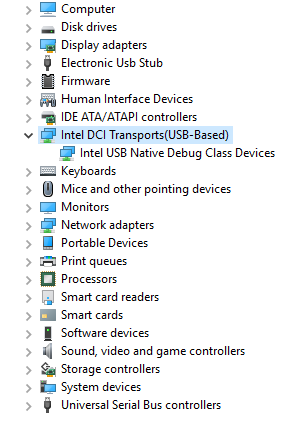 Computer
Disk drives
Display adapters
Electronic Usb Stub
Firmware
Human Interface Devices
IDE ATA/ATAPI controllers
Intel DCI Transports(USB-Based)
Intel USB Native Debug Class Devices
Keyboards
Mice and other pointing devices
Monitors
Network adapters
Portable Devices
Print queues
Processors
Smart card readers
Smart cards
Software devices
Sound, video and game controllers
Storage controllers
System devices
Universal Serial Bus controllers